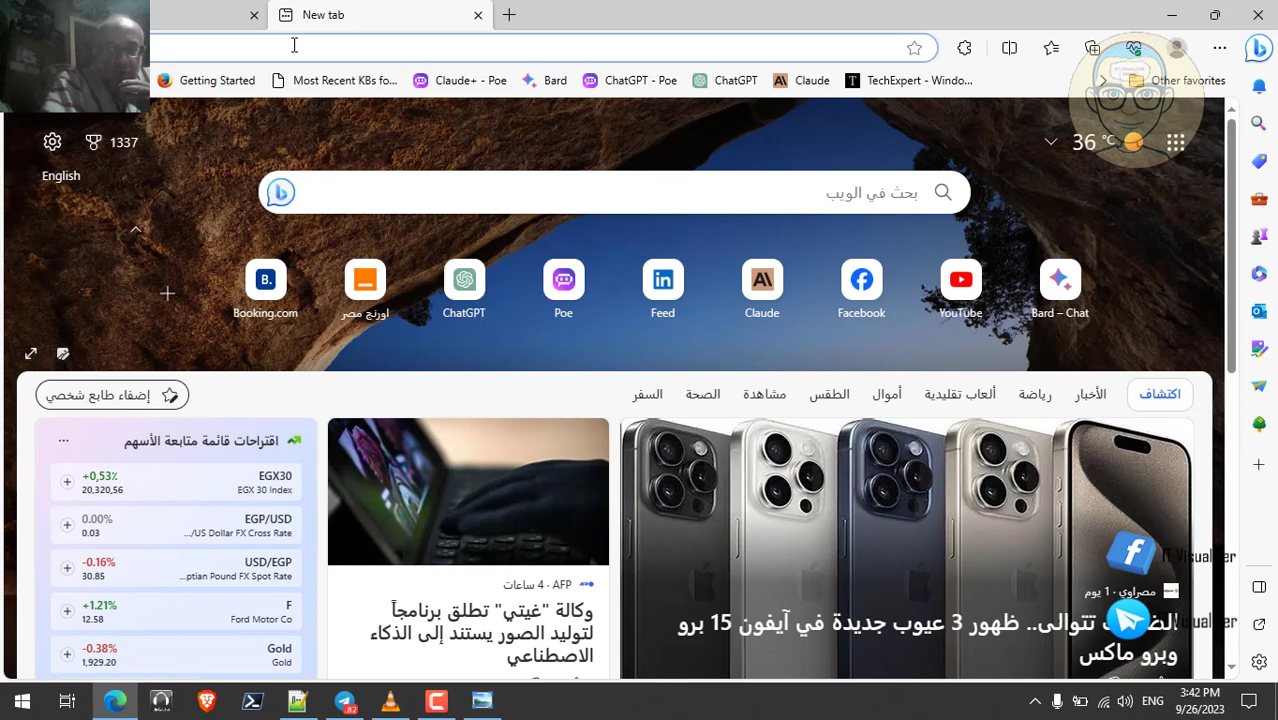 New tab
Getting Started
Most Recent KBs fo...
Claude+ - Poe
Bard
ChatGPT - Poe
ChatGPT
Claude
TechExpert - Windo...
Other favorites
1337
36 °C
English
بحث في الويب
Booking.com
اورنج مصر
ChatGPT
Poe
Feed
Claude
Facebook
YouTube
Bard – Chat
إضفاء طابع شخصي
اكتشاف
الأخبار
رياضة
ألعاب تقليدية
أموال
الطقس
مشاهدة
الصحة
السفر
اقتراحات قائمة متابعة الأسهم
+0,53%
EGX30
20,320,56
EGX 30 Index
0.00%
EGP/USD
0.03
/US Dollar FX Cross Rate...
-0.16%
USD/EGP
30.85
ptian Pound FX Spot Rate...
+1.21%
F
12.58
Ford Motor Co
-0.38%
Gold
1,929.20
Gold
AFP · 4 ساعات
وكالة "غيتي" تطلق برنامجاً
لتوليد الصور يستند إلى الذكاء
الاصطناعي
مصراوي · 1 يوم
تتوالى.. ظهور 3 عيوب جديدة في آيفون 15 برو
وبرو ماكس
82
ENG
3:42 PM
9/26/2023